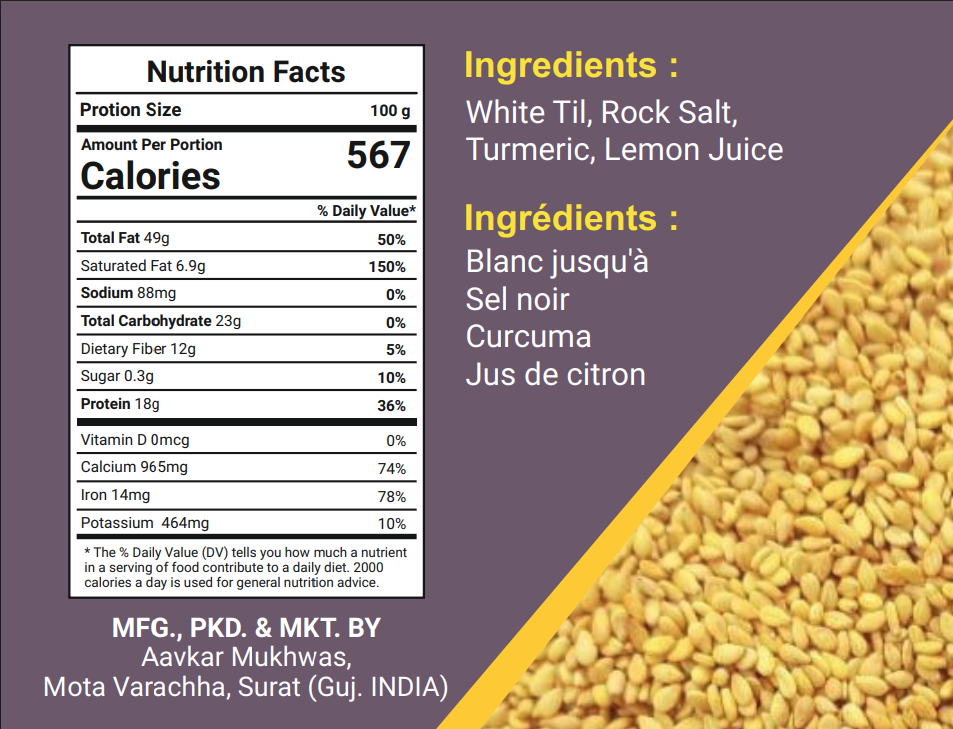 Nutrition Facts
Protion Size 100 g
Amount Per Portion
Calories 567
% Daily Value*
Total Fat 49g 50%
Saturated Fat 6.9g 150%
Sodium 88mg 0%
Total Carbohydrate 23g 0%
Dietary Fiber 12g 5%
Sugar 0.3g 10%
Protein 18g 36%
Vitamin D 0mcg 0%
Calcium 965mg 74%
Iron 14mg 78%
Potassium 464mg 10%
* The % Daily Value (DV) tells you how much a nutrient
in a serving of food contribute to a daily diet. 2000
calories a day is used for general nutrition advice.
MFG., PKD. & MKT. BY
Aavkar Mukhwas,
Mota Varachha, Surat (Guj. INDIA)
Ingredients :
White Til, Rock Salt,
Turmeric, Lemon Juice
Ingrédients :
Blanc jusqu'à
Sel noir
Curcuma
Jus de citron